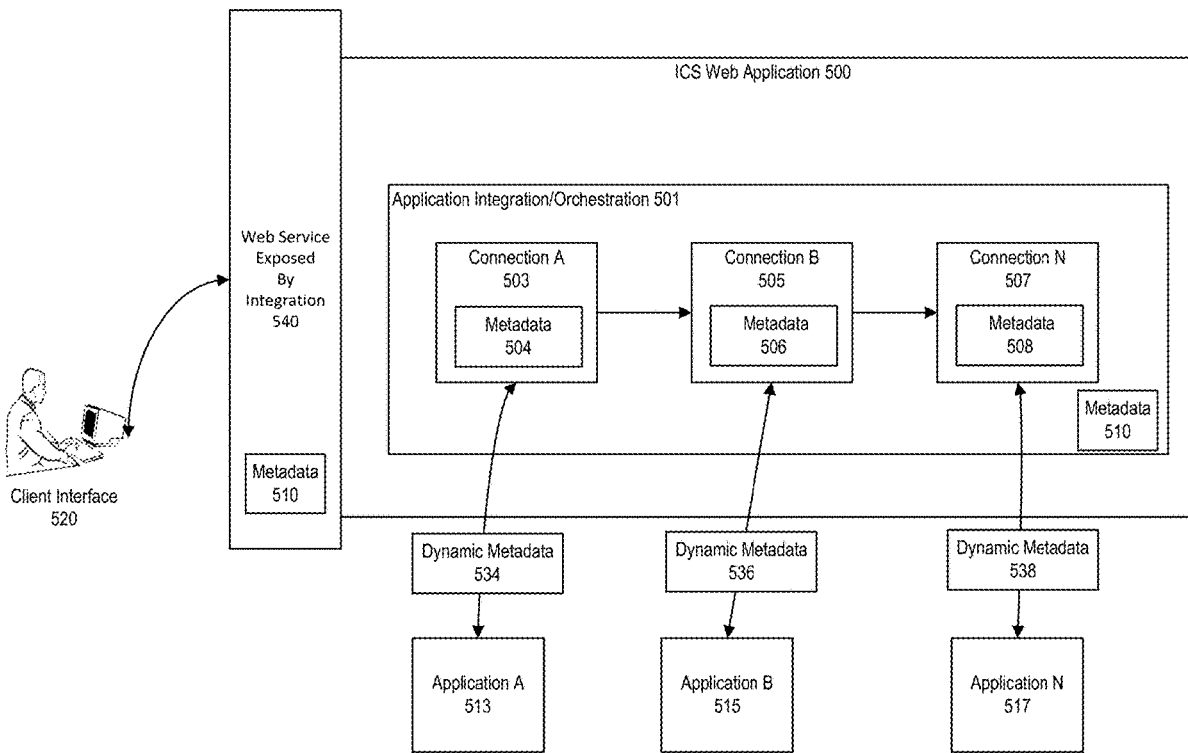 ICS Web Application 500
Application Integration/Orchestration 501
Web Service
Exposed
By
Integration
540
Connection A
503
Metadata
504
Connection B
505
Metadata
506
Connection N
507
Metadata
508
Metadata
510
Metadata
510
Client Interface
520
Dynamic Metadata
534
Dynamic Metadata
536
Dynamic Metadata
538
Application A
513
Application B
515
Application N
517